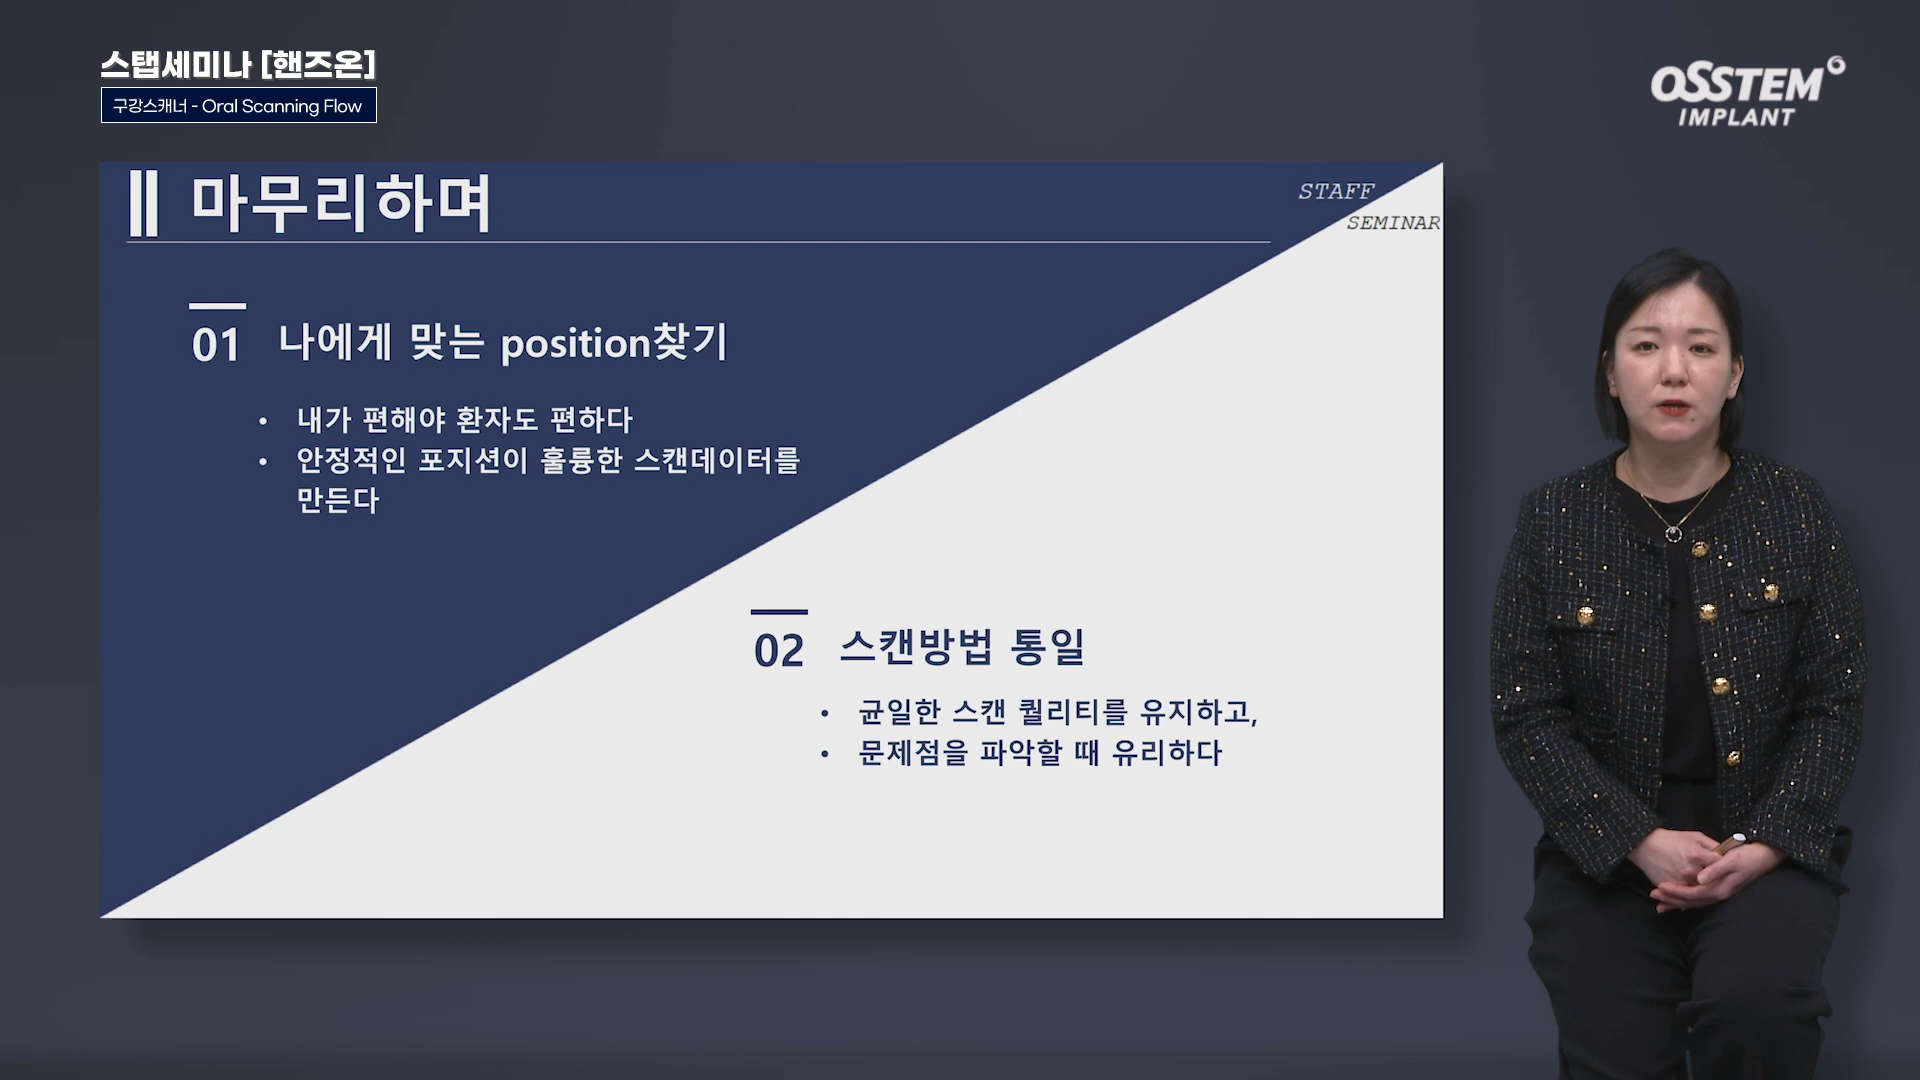 스탭세미나 [핸즈온]
구강스캐너 - Oral Scanning Flow
OSSTEM
IMPLANT
마무리하며
STAFF
SEMINAR
01 나에게 맞는 position찾기
• 내가 편해야 환자도 편하다
• 안정적인 포지션이 훌륭한 스캔데이터를
만든다
02 스캔방법 통일
• 균일한 스캔 퀄리티를 유지하고,
• 문제점을 파악할 때 유리하다